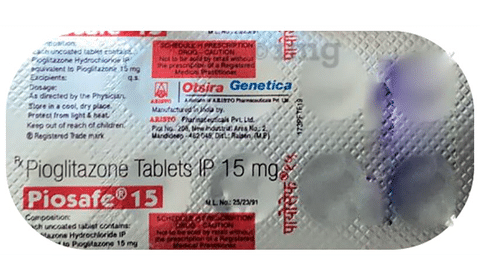 Piosafe® 15
Each uncoated tablet contains:
Pioglitazone Hydrochloride IP
equivalent to Pioglitazone 15 mg
Excipients: q.s.
Dosage:
As directed by the Physician.
Store in a cool, dry place.
Protect from light & heat.
Keep out of reach of children.
® Registered Trade mark
SCHEDULE H PRESCRIPTION
DRUG - CAUTION
Not to be sold by retail without
the prescription of a Registered
Medical Practitioner
ARISTO
Otsira Genetica
A Division of ARISTO Pharmaceuticals Pvt. Ltd.
Manufactured in India by:
ARISTO Pharmaceuticals Pvt. Ltd.
Plot No. 208, New Industrial Area No.: 2,
Mandideep - 462 046, Dist.: Raisen, (M.P.)
Rx Pioglitazone Tablets IP 15 mg
Piosafe® 15
M.L. No.: 25/23/91
Composition:
Each uncoated tablet contains:
Pioglitazone Hydrochloride IP
equivalent to Pioglitazone 15 mg
SCHEDULE H PRESCRIPTION
DRUG - CAUTION
Not to be sold by retail without
the prescription of a Registered
Medical Practitioner